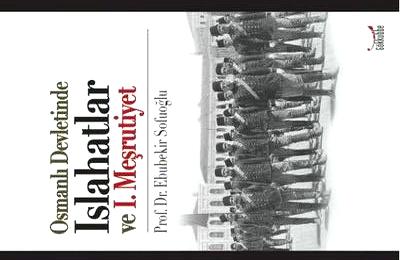 Osmanlı Devletinde
Islahatlar
ve I. Meşrutiyet
Prof. Dr. Ebubekir Sofuoğlu